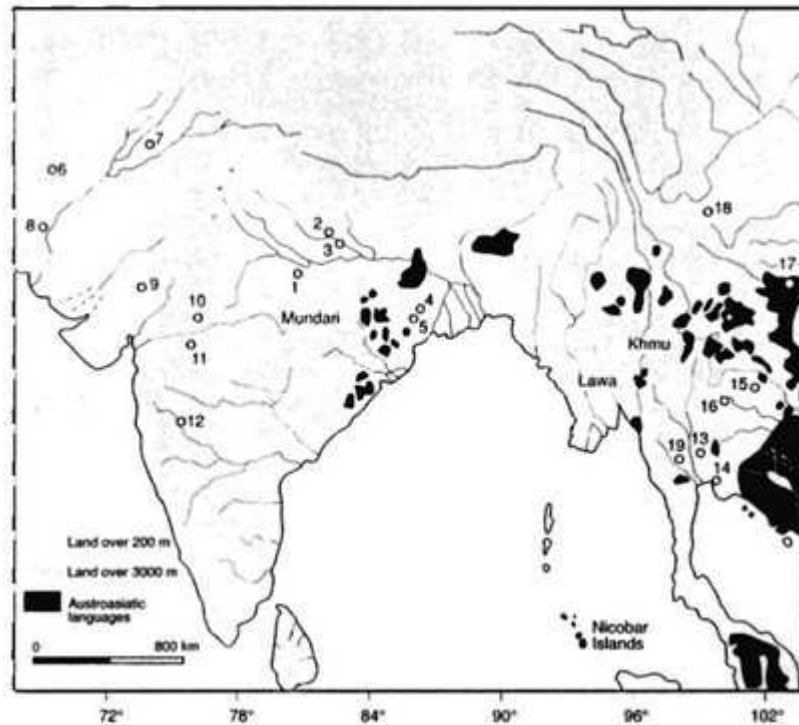 7
6
18
2
8
3
17
1
9
4
10
Mundari
5
Khmu
11
15
Lawa
16
12
13
19
14
Land over 200 m
Land over 3000 m
Austroasiatic
languages
0 800 km
Nicobar
Islands
72° 78° 84° 90° 96° 102°